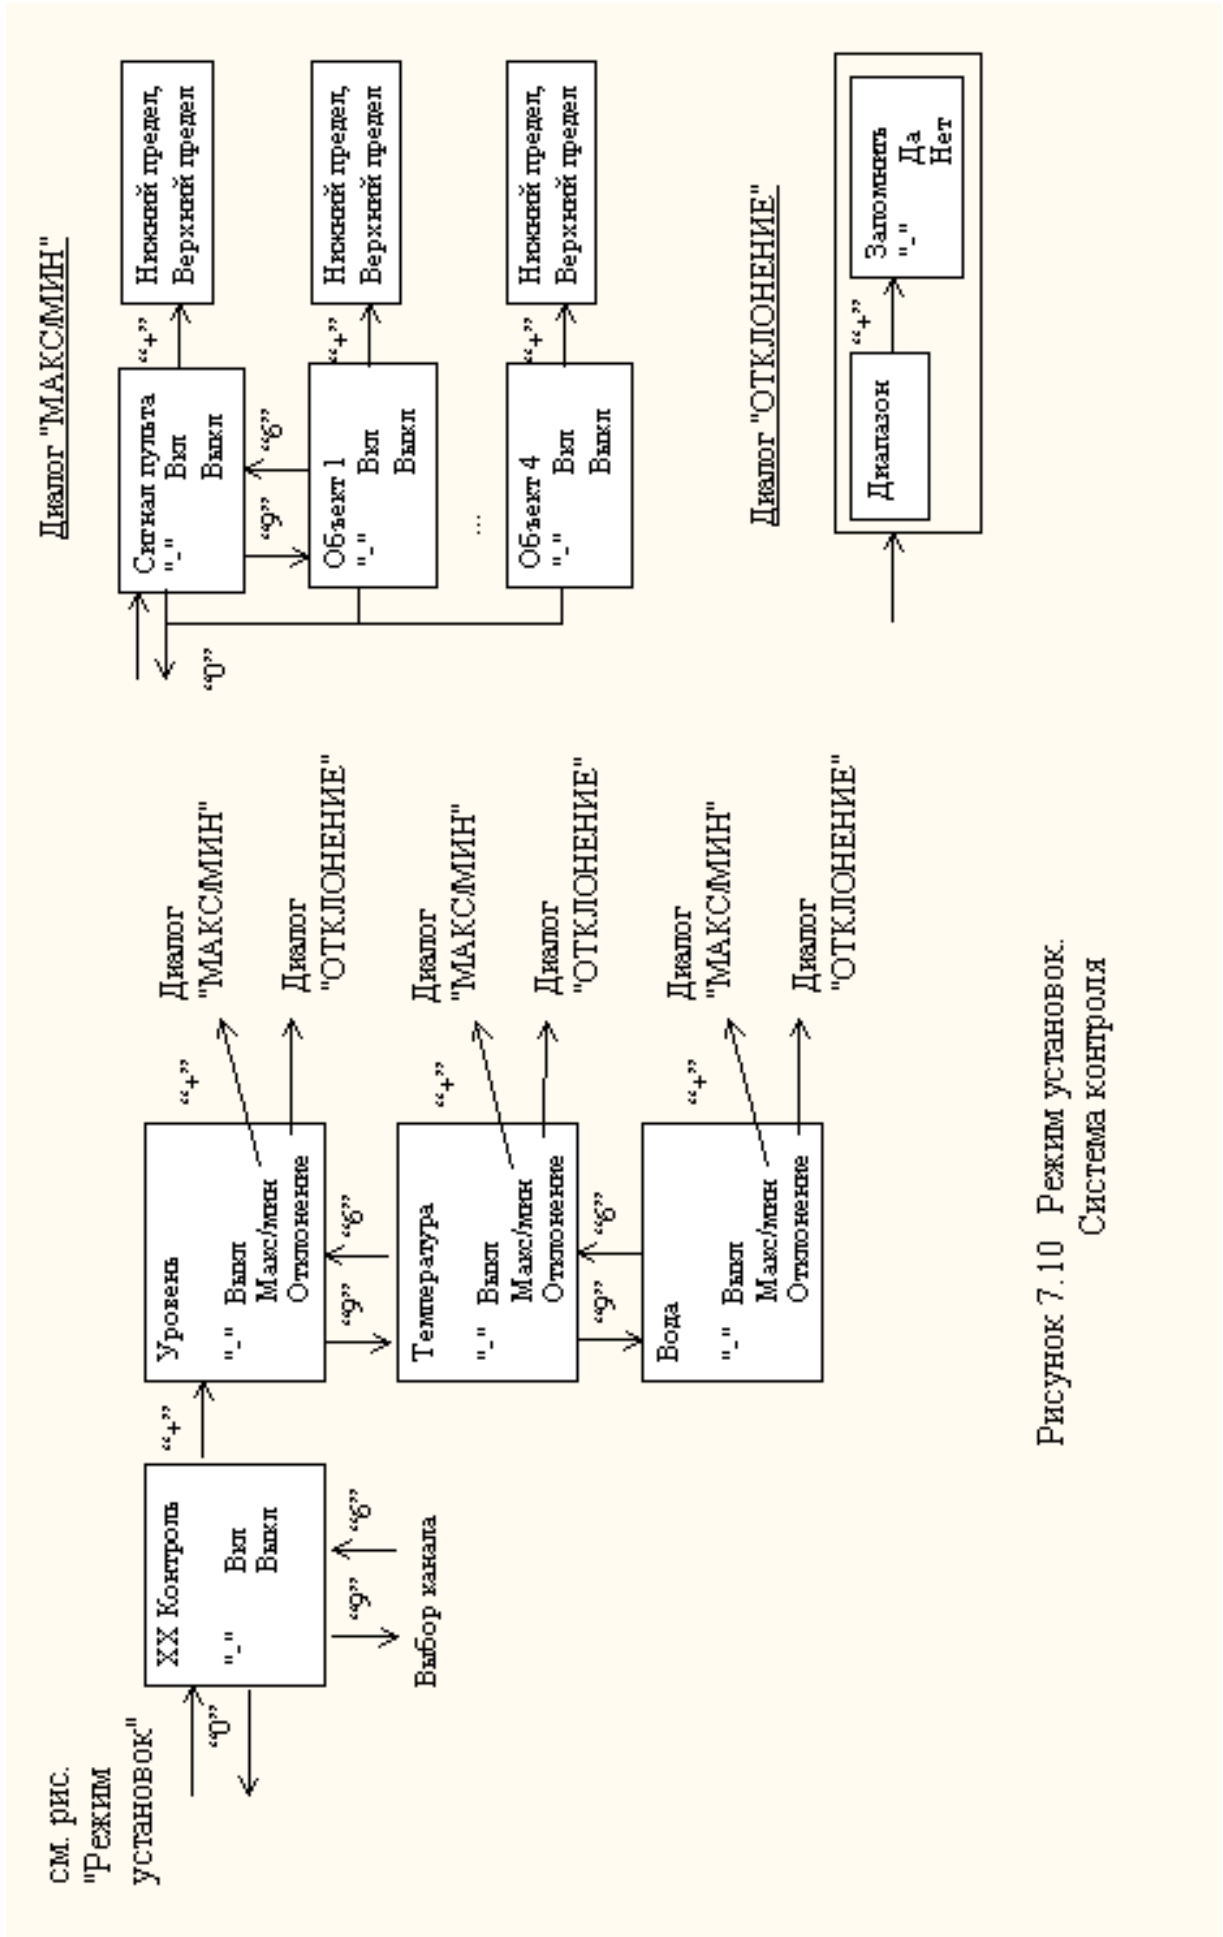 см. рис.
"Режим
установок"
"0"
XX Контроль
"-" Вкл
Выкл
"9"
"6"
Выбор канала
"+"
Уровень
"-" Выкл
Макс/мин
Отклонение
"+"
Диалог
"МАКС/МИН"
Диалог
"ОТКЛОНЕНИЕ"
"9"
"6"
Температура
"-" Выкл
Макс/мин
Отклонение
"+"
Диалог
"МАКС/МИН"
Диалог
"ОТКЛОНЕНИЕ"
"9"
"6"
Вода
"-" Выкл
Макс/мин
Отклонение
"+"
Диалог
"МАКС/МИН"
Диалог
"ОТКЛОНЕНИЕ"
Диалог "МАКС/МИН"
"0"
Сигнал пульта
"-" Вкл
Выкл
"+"
Нижний предел,
Верхний предел
"9"
"6"
Объект 1
"-" Вкл
Выкл
"+"
Нижний предел,
Верхний предел
...
Объект 4
"-" Вкл
Выкл
"+"
Нижний предел,
Верхний предел
Диалог "ОТКЛОНЕНИЕ"
Диапазон
"+"
Запомнить
"-" Да
Нет
Рисунок 7.10 Режим установок.
Система контроля